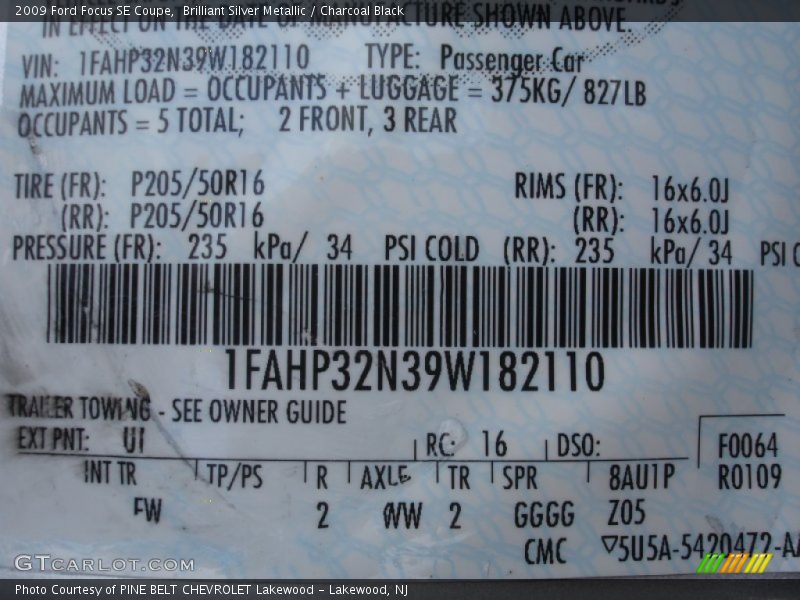 2009 Ford Focus SE Coupe,  Brilliant Silver Metallic / Charcoal Black
IN EFFECT ON THE DATE OF MANUFACTURE SHOWN ABOVE.
VIN: 1FAHP32N39W182110 TYPE: Passenger Car
MAXIMUM LOAD = OCCUPANTS + LUGGAGE = 375KG/ 827LB
OCCUPANTS = 5 TOTAL; 2 FRONT, 3 REAR
TIRE (FR): P205/50R16 RIMS (FR): 16x6.0J
(RR): P205/50R16 (RR): 16x6.0J
PRESSURE (FR): 235 kPa/ 34 PSI COLD (RR): 235 kPa/ 34 PSI C
1FAHP32N39W182110
TRAILER TOWING - SEE OWNER GUIDE
EXT PNT: UI RC: 16 DSO: F0064
INT TR TP/PS R AXLE TR SPR 8AU1P R0109
FW 2 WW 2 GGGG Z05
CMC ▽5U5A-5420472-AA
GTCarLot.com
Photo Courtesy of PINE BELT CHEVROLET Lakewood - Lakewood, NJ